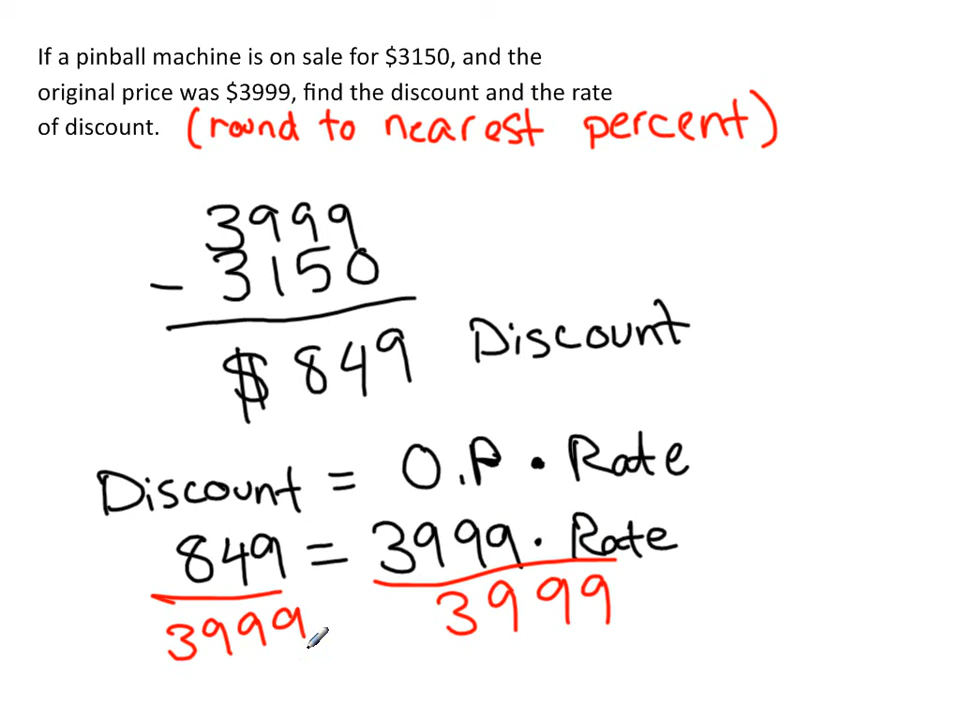 If a pinball machine is on sale for $3150, and the
original price was $3999, find the discount and the rate
of discount. (round to nearest percent)
3999
- 3150
$ 849 Discount
Discount = O.P • Rate
849 = 3999 • Rate
3999 3999